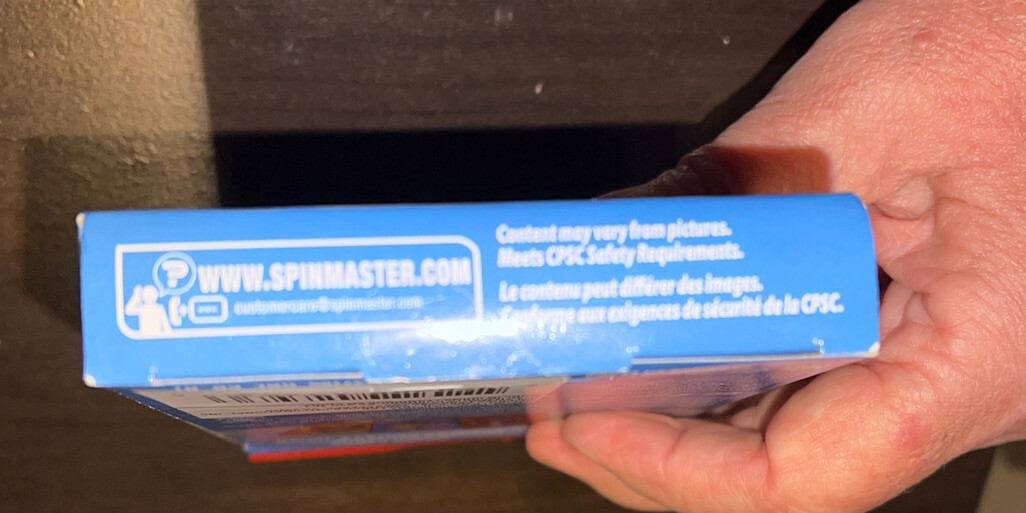 WWW.SPINMASTER.COM
customercare@spinmaster.com
Content may vary from pictures.
Meets CPSC Safety Requirements.
Le contenu peut différer des images.
Conforme aux exigences de sécurité de la CPSC.